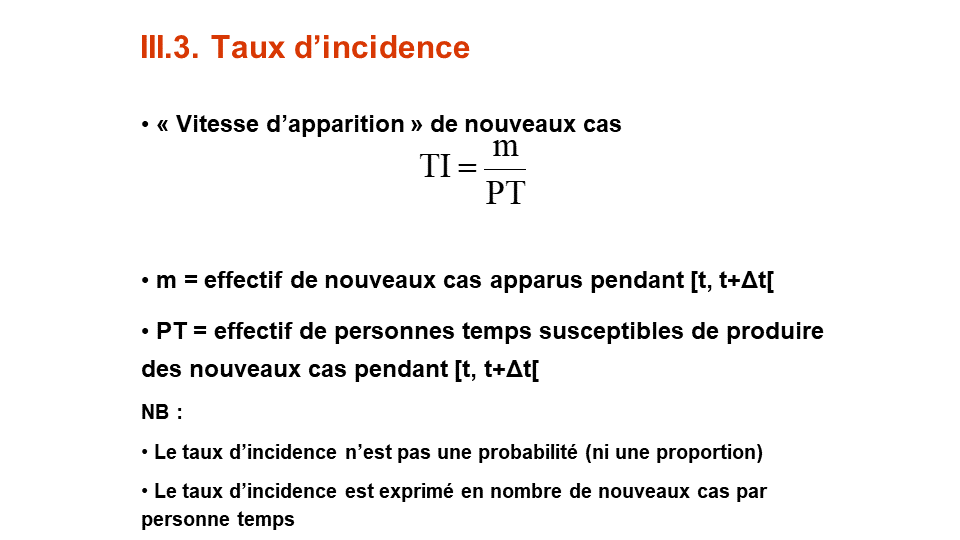 III.3. Taux d’incidence
• « Vitesse d’apparition » de nouveaux cas
TI = m
PT
• m = effectif de nouveaux cas apparus pendant [t, t+Δt[
• PT = effectif de personnes temps susceptibles de produire
des nouveaux cas pendant [t, t+Δt[
NB :
• Le taux d’incidence n’est pas une probabilité (ni une proportion)
• Le taux d’incidence est exprimé en nombre de nouveaux cas par
personne temps